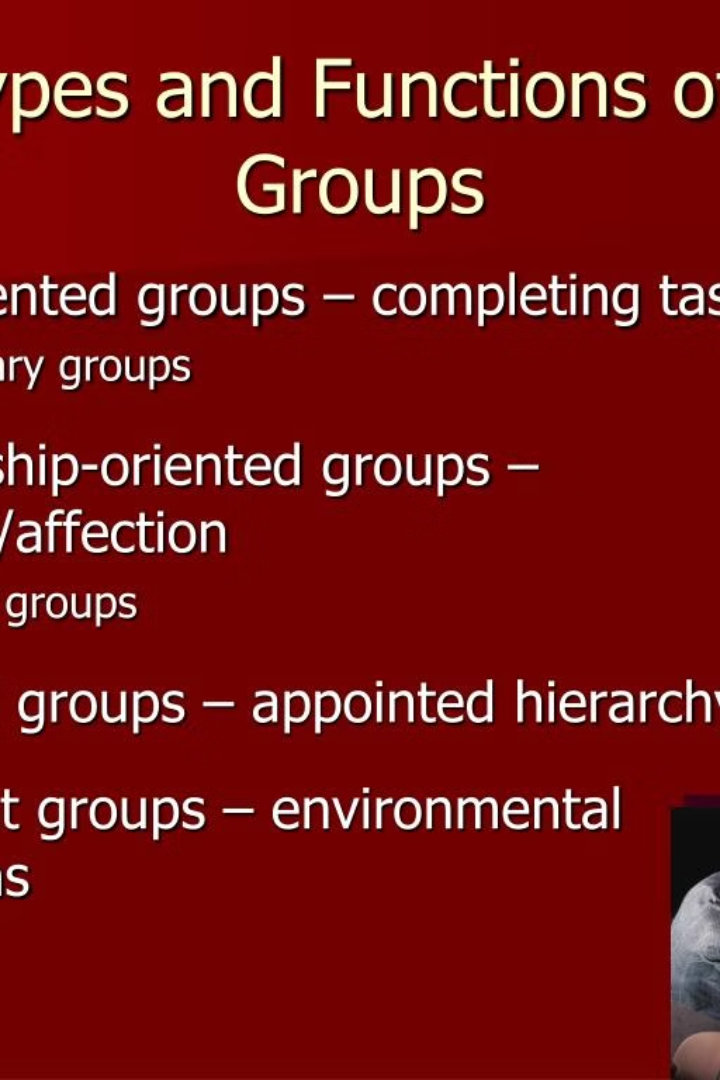 ypes and Functions of
Groups
ented groups – completing tas
ary groups
ship-oriented groups –
/affection
groups
groups – appointed hierarchy
t groups – environmental
ns